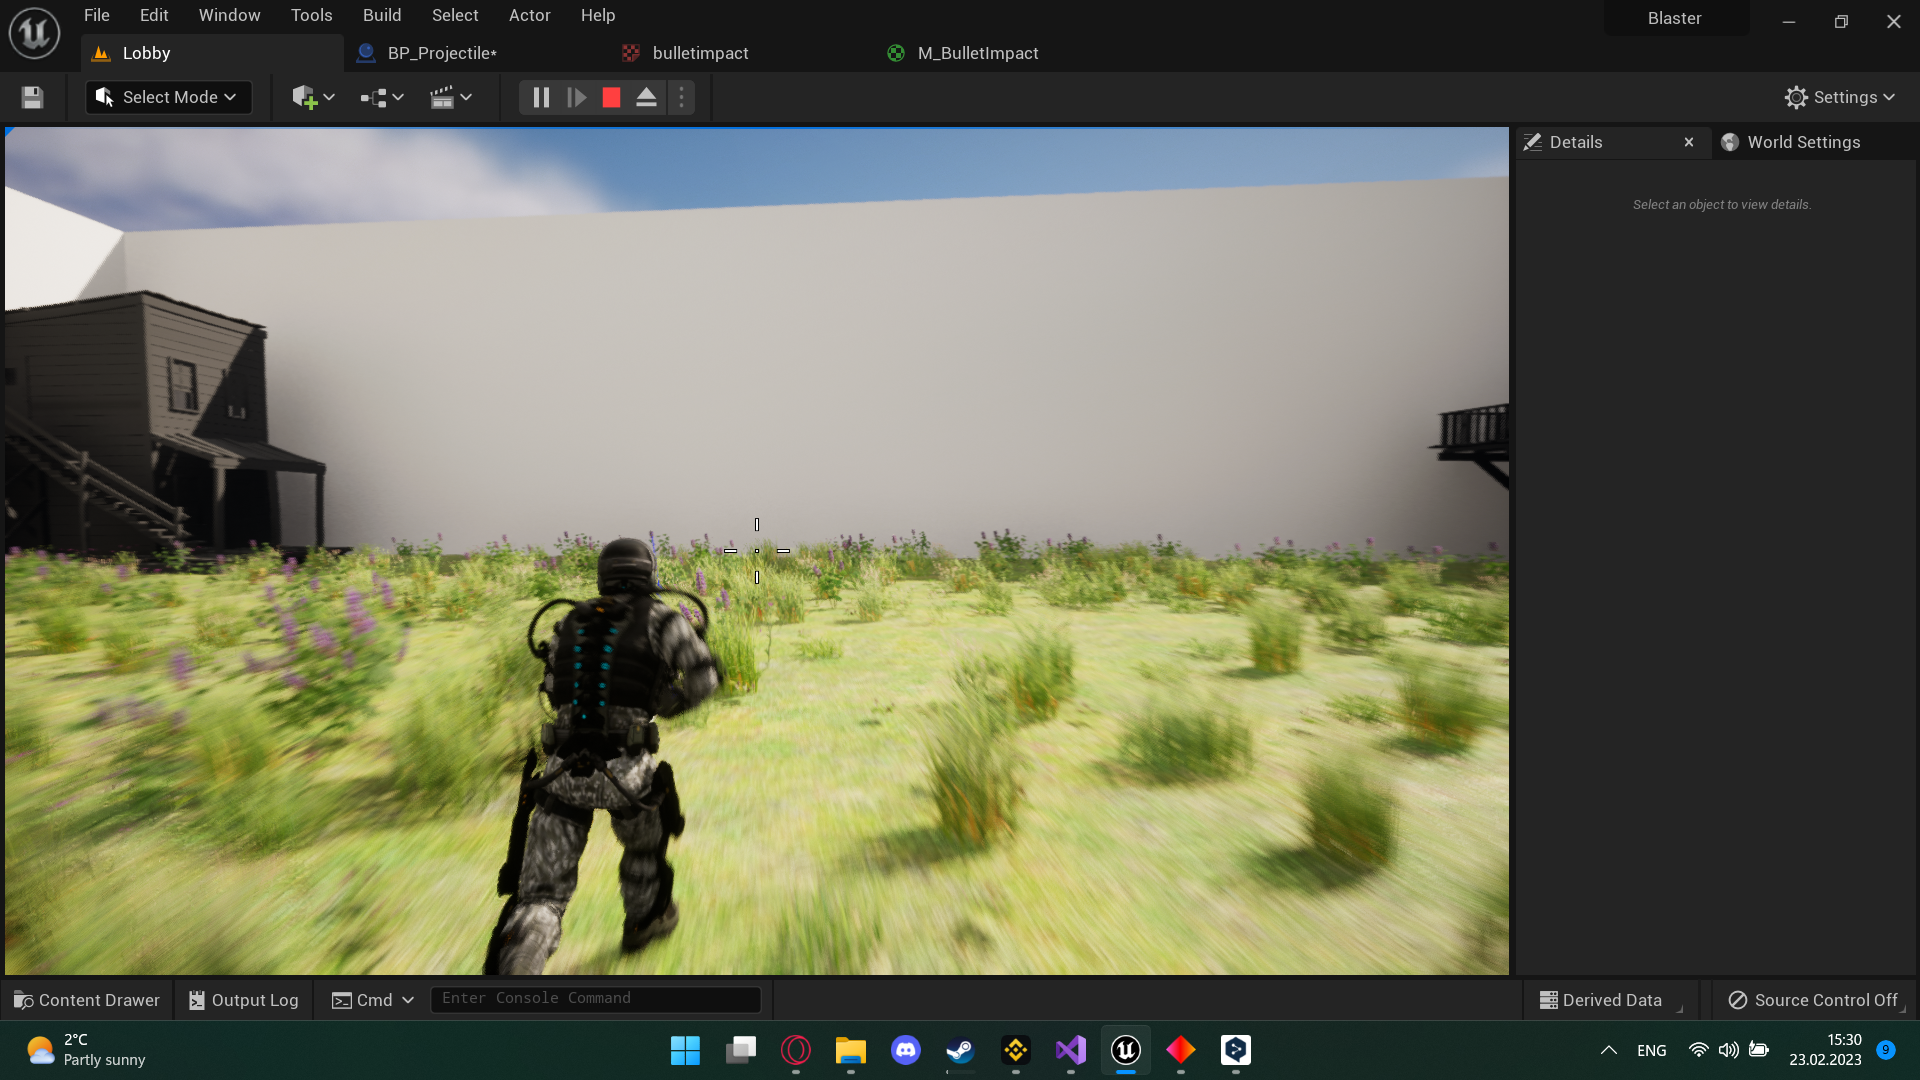 File Edit Window Tools Build Select Actor Help
Blaster
Lobby
BP_Projectile*
bulletimpact
M_BulletImpact
Select Mode
Settings
Details
World Settings
Select an object to view details.
Content Drawer
Output Log
Cmd
Enter Console Command
Derived Data
Source Control Off
2°C
Partly sunny
ENG
15:30
23.02.2023
9